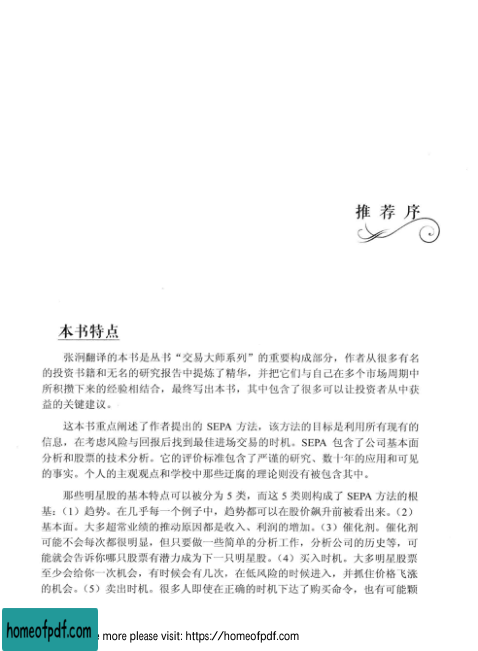 推荐序
本书特点
张泂翻译的本书是丛书“交易大师系列”的重要构成部分，作者从很多有名
的投资书籍和无名的研究报告中提炼了精华，并把它们与自己在多个市场周期中
所积攒下来的经验相结合，最终写出本书，其中包含了很多可以让投资者从中获
益的关键建议。
这本书重点阐述了作者提出的 SEPA 方法，该方法的目标是利用所有现有的
信息，在考虑风险与回报后找到最佳进场交易的时机。SEPA 包含了公司基本面
分析和股票的技术分析。它的评价标准包含了严谨的研究、数十年的应用和可见
的事实。个人的主观观点和学校中那些迂腐的理论则没有被包含其中。
那些明星股的基本特点可以被分为 5 类，而这 5 类则构成了 SEPA 方法的根
基：（1）趋势。在几乎每一个例子中，趋势都可以在股价飙升前被看出来。（2）
基本面。大多超常业绩的推动原因都是收入、利润的增加。（3）催化剂。催化剂
可能不会每次都很明显，但只要做一些简单的分析工作，分析公司的历史等，可
能就会告诉你哪只股票有潜力成为下一只明星股。（4）买入时机。大多明星股票
至少会给你一次机会，有时候会有几次，在低风险的时候进入，并抓住价格飞涨
的机会。（5）卖出时机。很多人即使在正确的时机下达了购买命令，也有可能颗
homeofpdf.com
e more please visit: https://homeofpdf.com